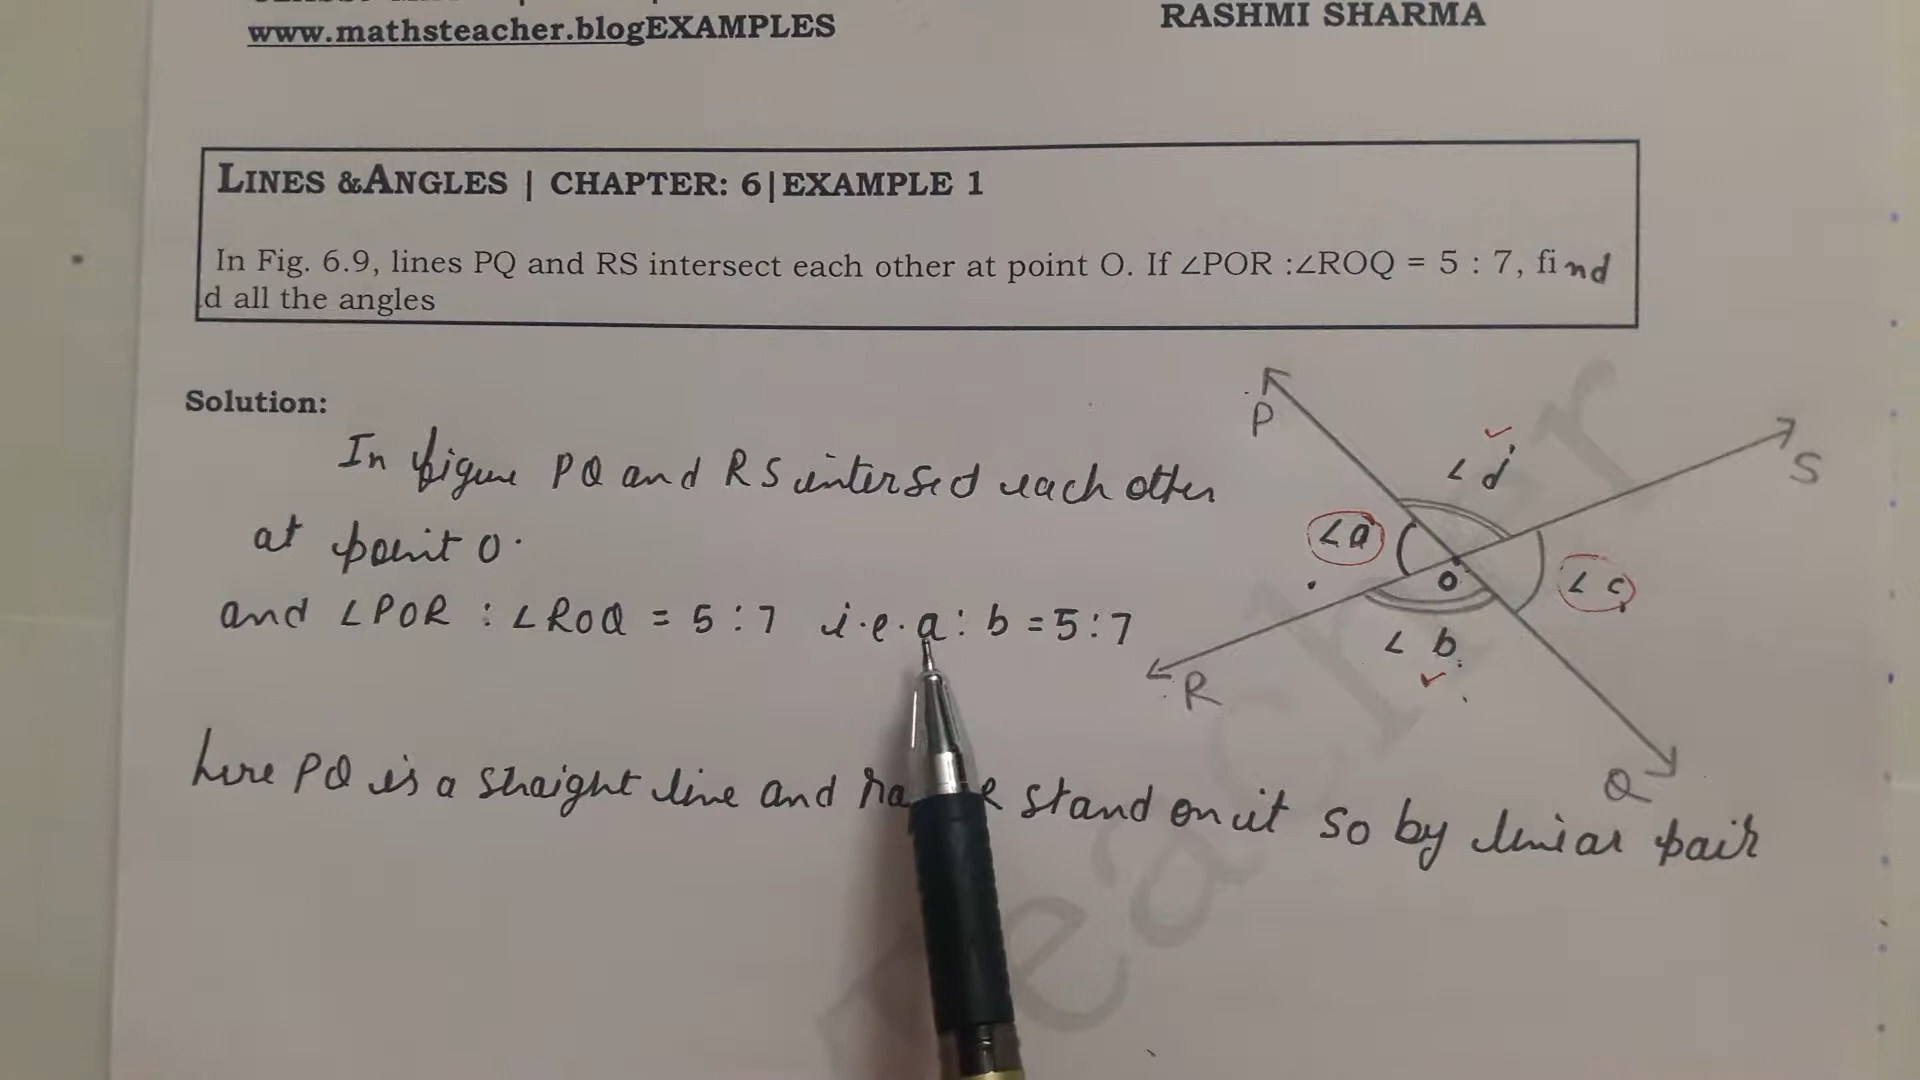 www.mathsteacher.blogEXAMPLES
RASHMI SHARMA
LINES &ANGLES | CHAPTER: 6|EXAMPLE 1
In Fig. 6.9, lines PQ and RS intersect each other at point O. If ∠POR :∠ROQ = 5 : 7, find
d all the angles
Solution:
In figure PQ and RS intersect each other
at point O.
and ∠POR : ∠ROQ = 5 : 7 i.e. a : b = 5 : 7
here PQ is a straight line and stand on it so by linear pair
P
∠d
S
∠a
O
∠c
∠b
R
Q
Teacher